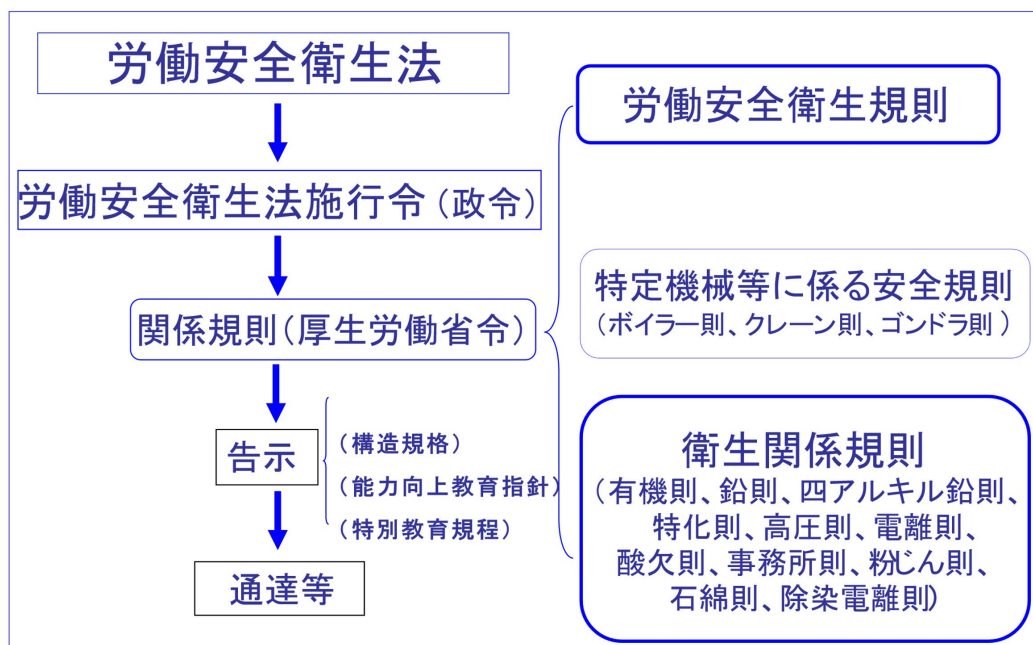 労働安全衛生法
労働安全衛生法施行令（政令）
関係規則（厚生労働省令）
告示
（構造規格）
（能力向上教育指針）
（特別教育規程）
通達等
労働安全衛生規則
特定機械等に係る安全規則
（ボイラー則、クレーン則、ゴンドラ則 ）
衛生関係規則
（有機則、鉛則、四アルキル鉛則、
特化則、高圧則、電離則、
酸欠則、事務所則、粉じん則、
石綿則、除染電離則）